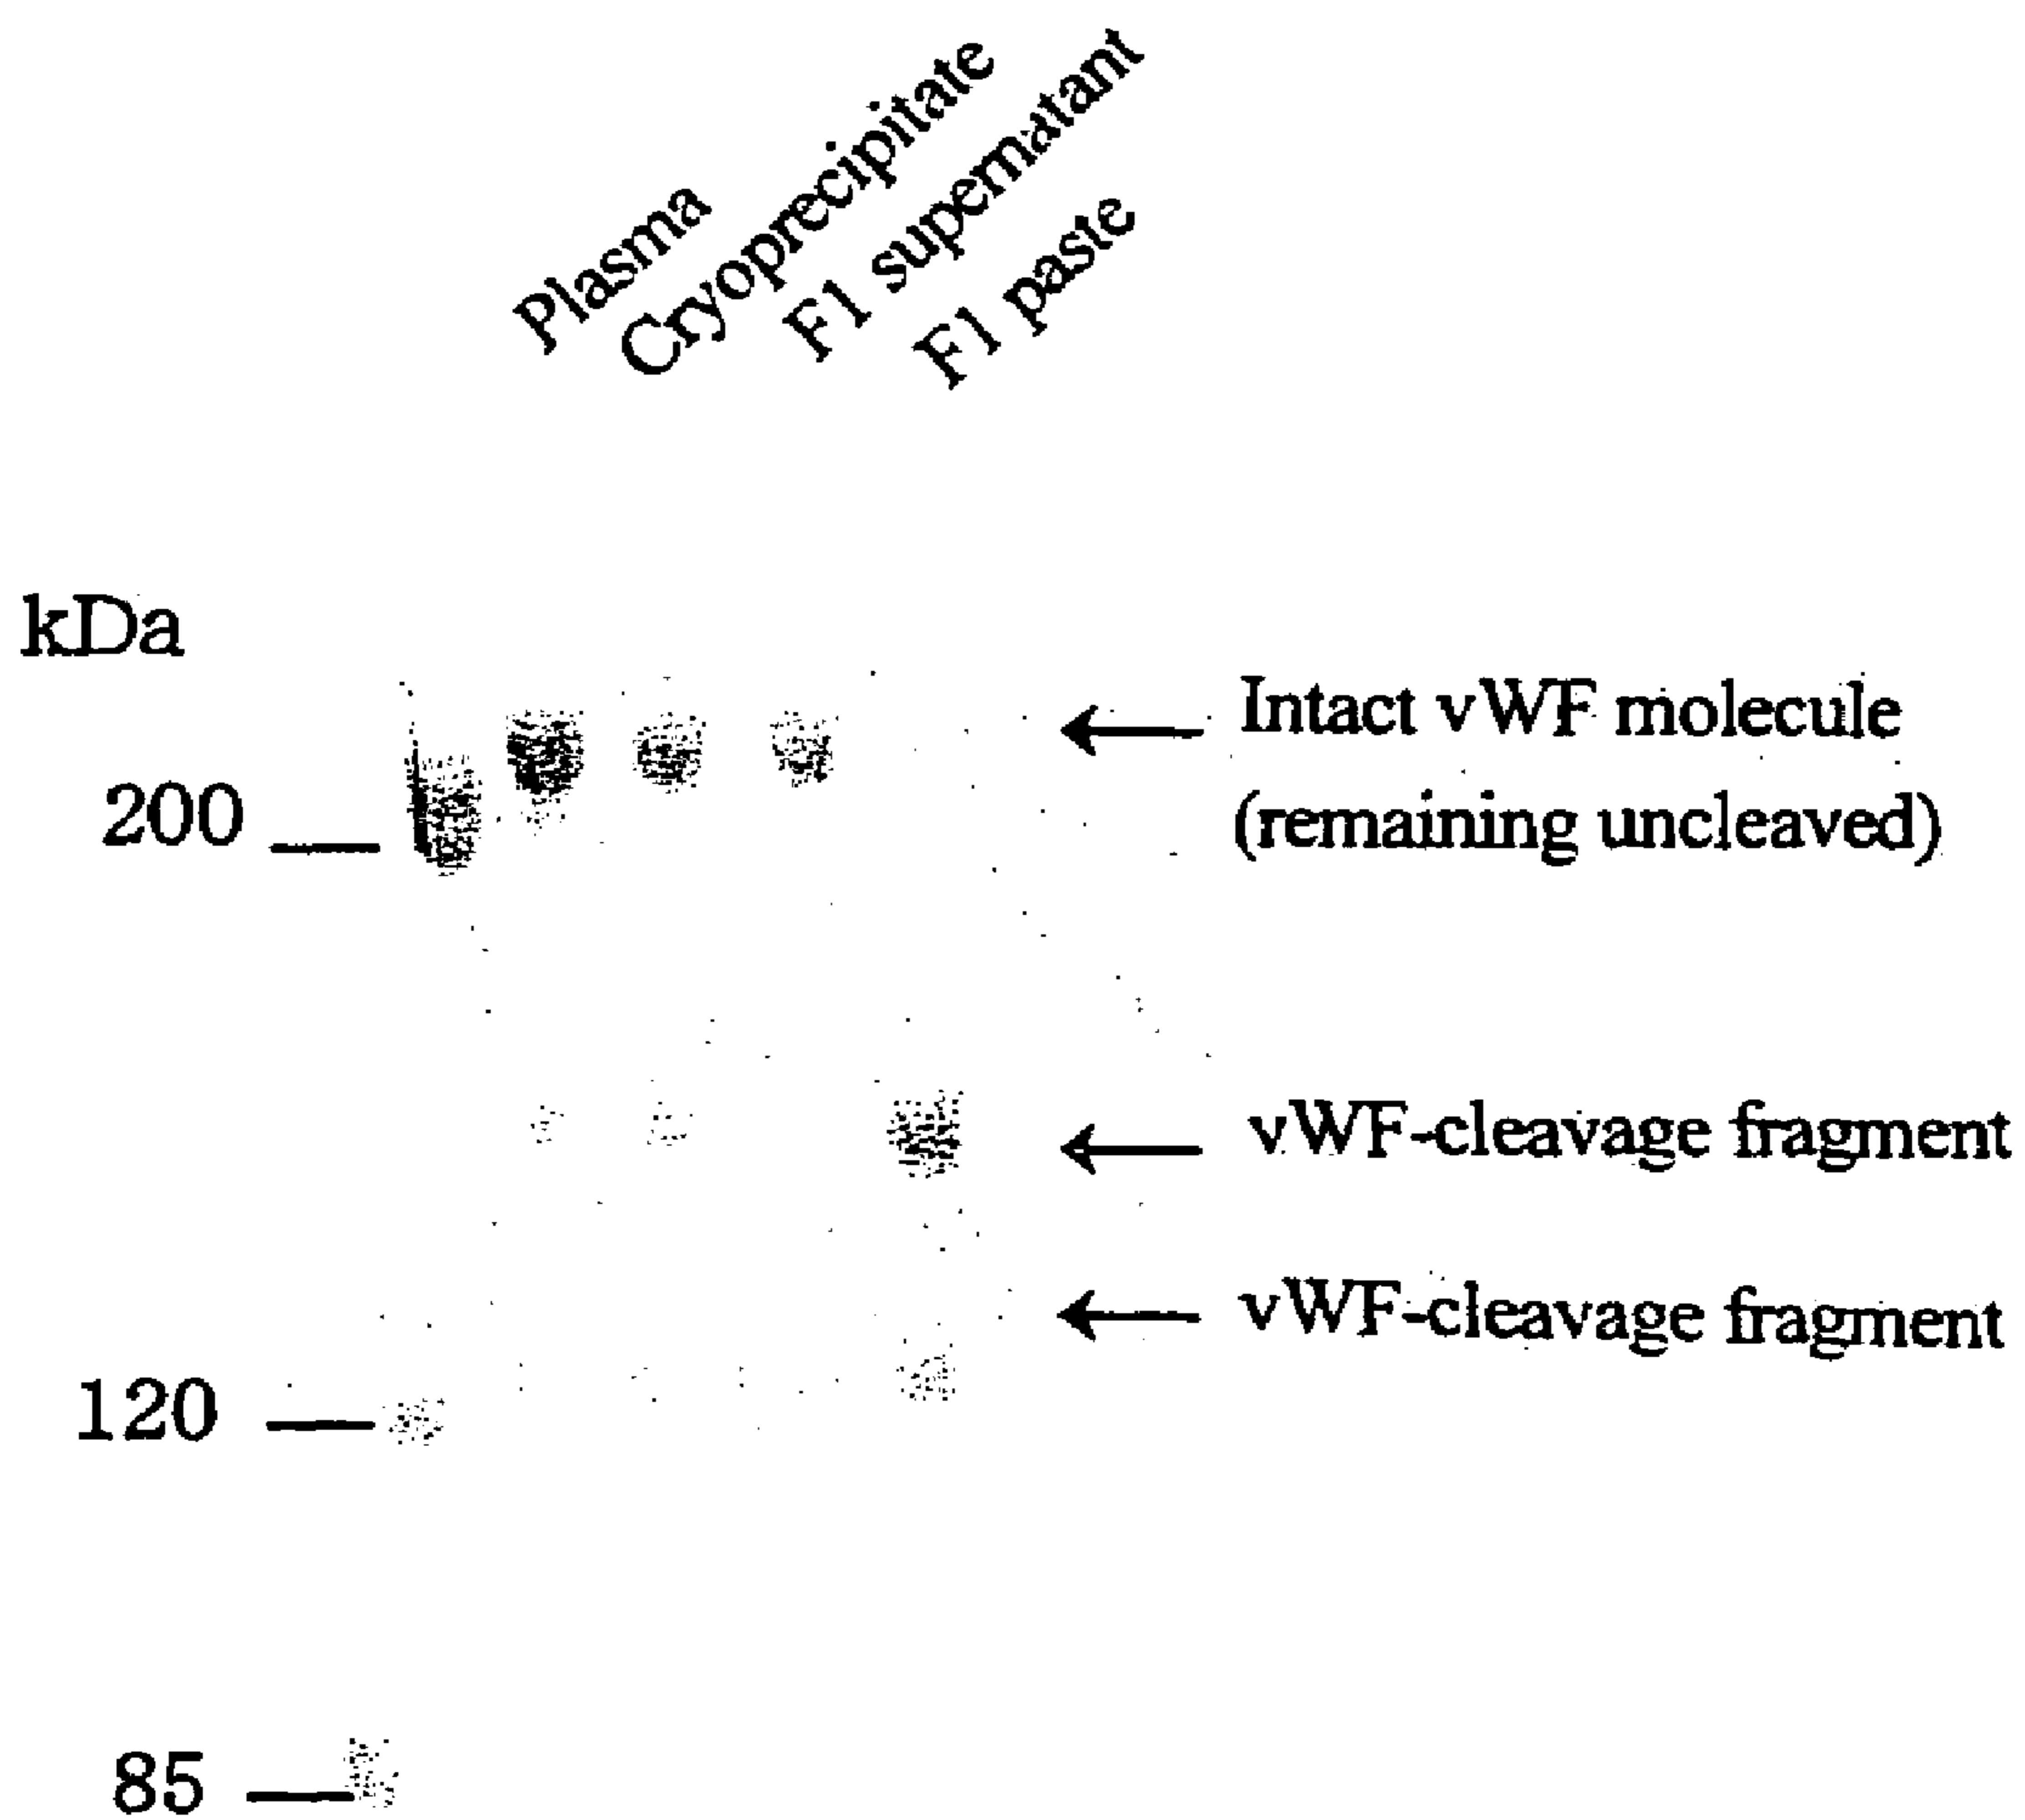 Plasma
Cryoprecipitate
F1 supernatant
F1 paste
kDa
Intact vWF molecule
200
(remaining uncleaved)
vWF-cleavage fragment
vWF-cleavage fragment
120
85